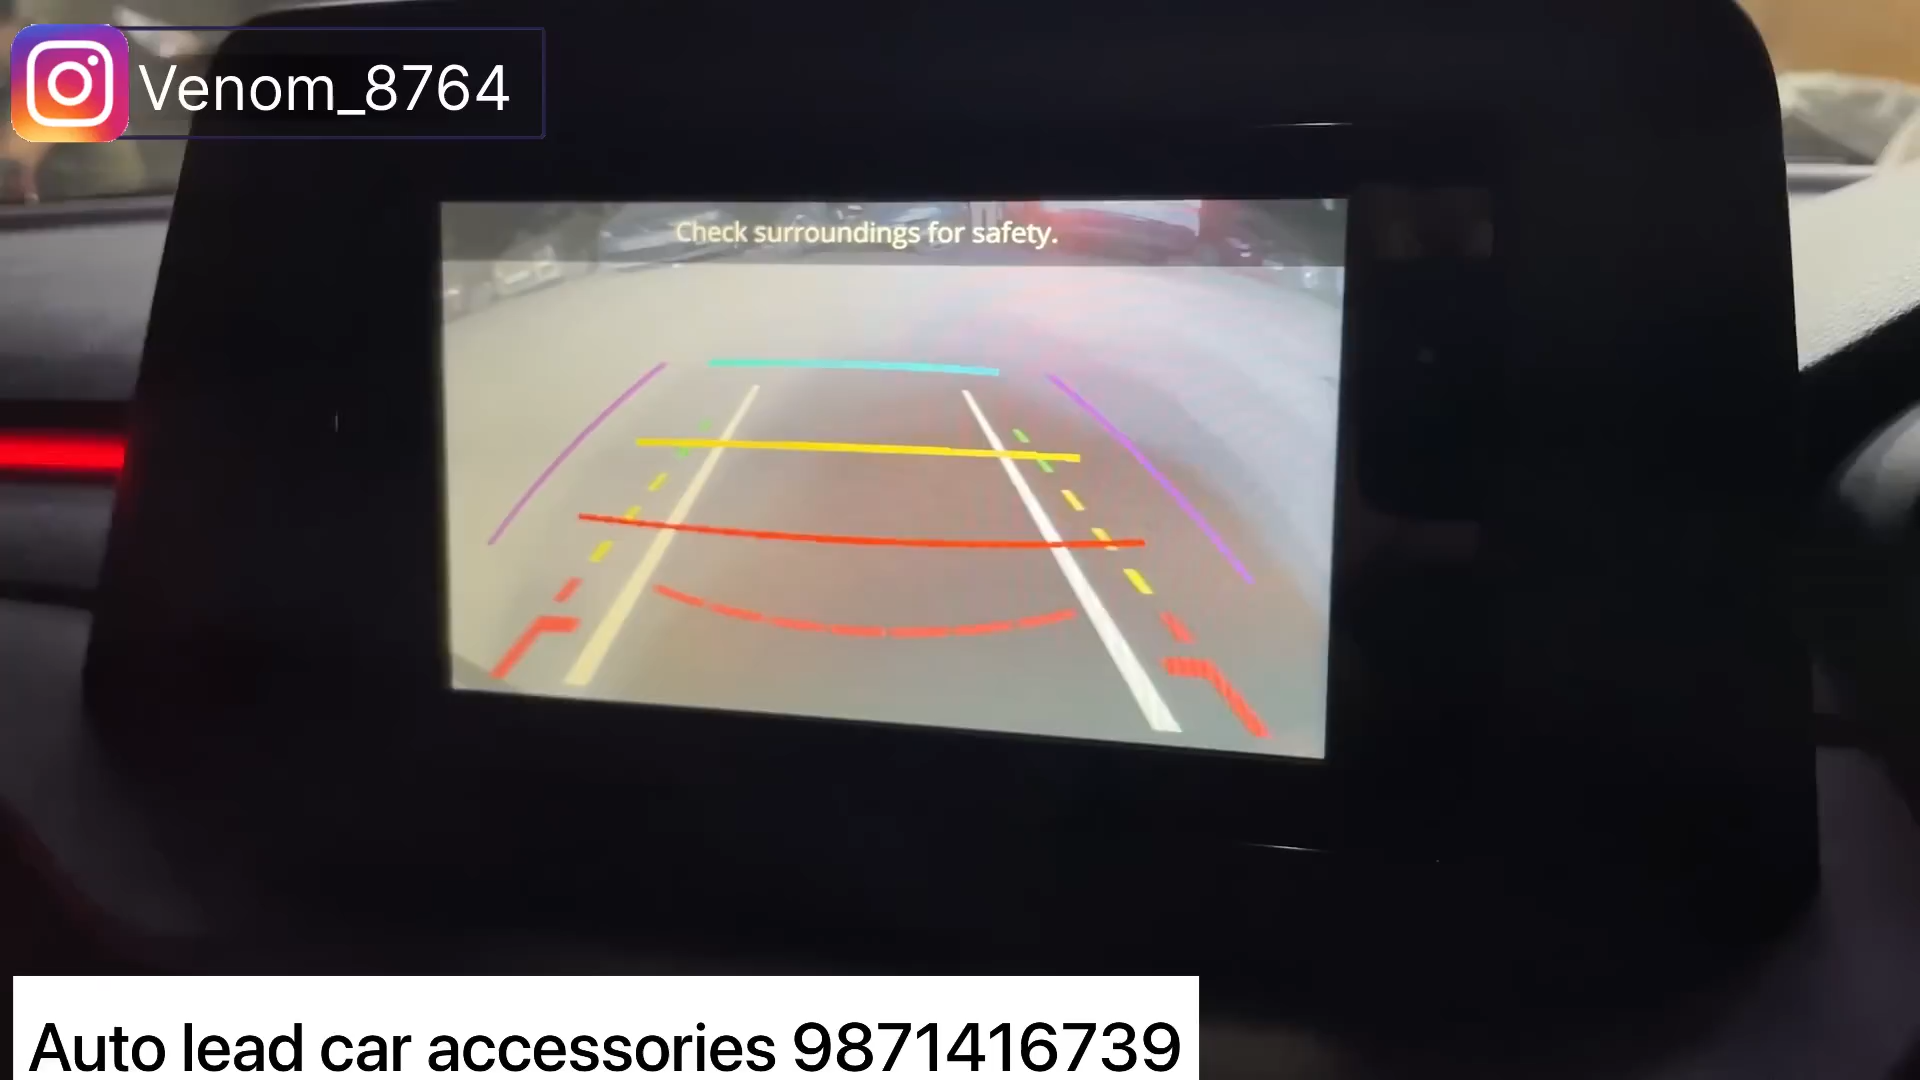 Venom_8764
Check surroundings for safety.
Auto lead car accessories 9871416739